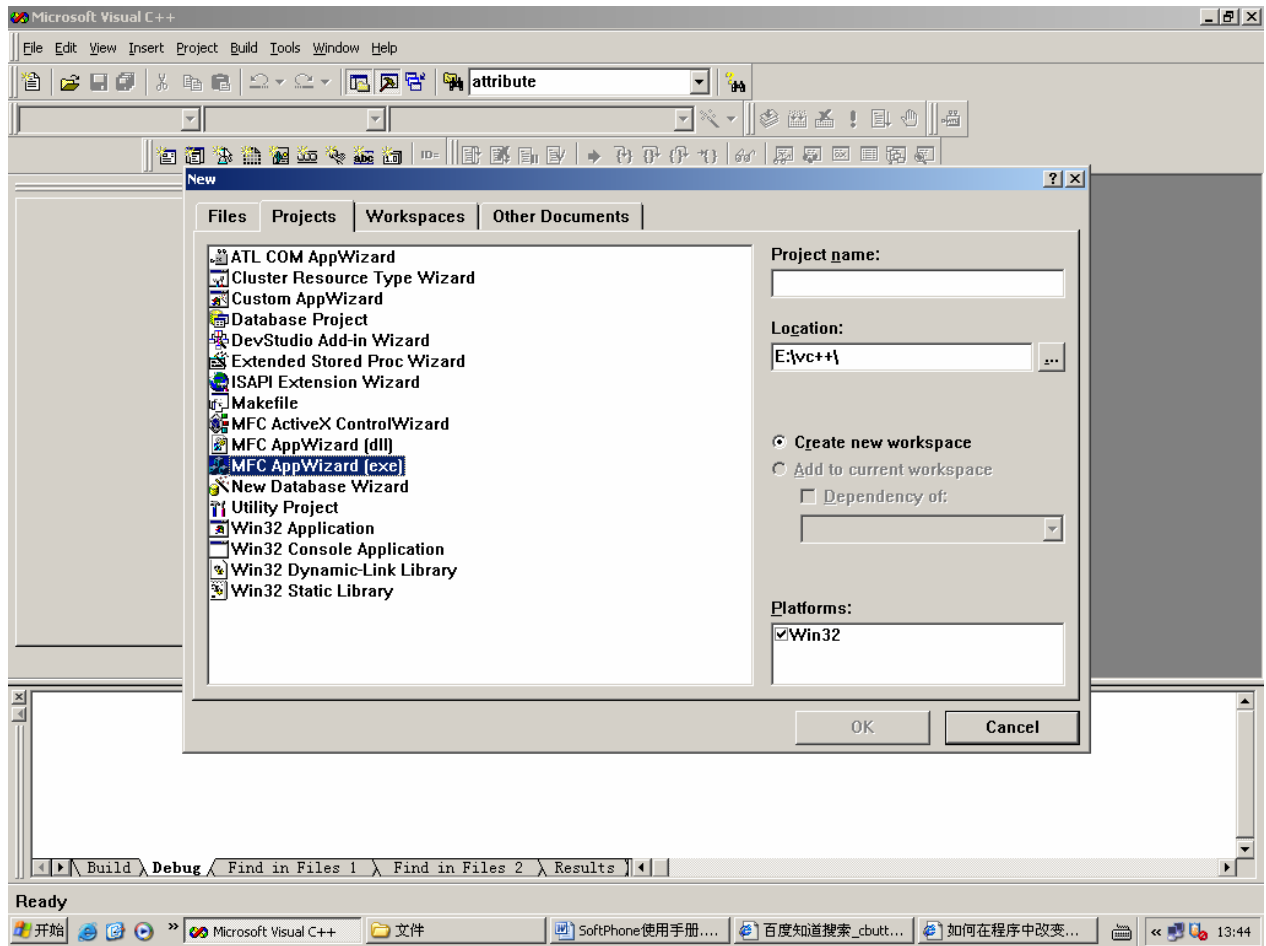 Microsoft Visual C++
File Edit View Insert Project Build Tools Window Help
attribute
ID=
New
Files Projects Workspaces Other Documents
ATL COM AppWizard
Cluster Resource Type Wizard
Custom AppWizard
Database Project
DevStudio Add-in Wizard
Extended Stored Proc Wizard
ISAPI Extension Wizard
Makefile
MFC ActiveX ControlWizard
MFC AppWizard (dll)
MFC AppWizard (exe)
New Database Wizard
Utility Project
Win32 Application
Win32 Console Application
Win32 Dynamic-Link Library
Win32 Static Library
Project name:
Location:
E:\vc++\
...
Create new workspace
Add to current workspace
Dependency of:
Platforms:
Win32
OK Cancel
Build Debug Find in Files 1 Find in Files 2 Results
Ready
开始 » Microsoft Visual C++ 文件 SoftPhone使用手册.... 百度知道搜索_cbutt... 如何在程序中改变... « 13:44